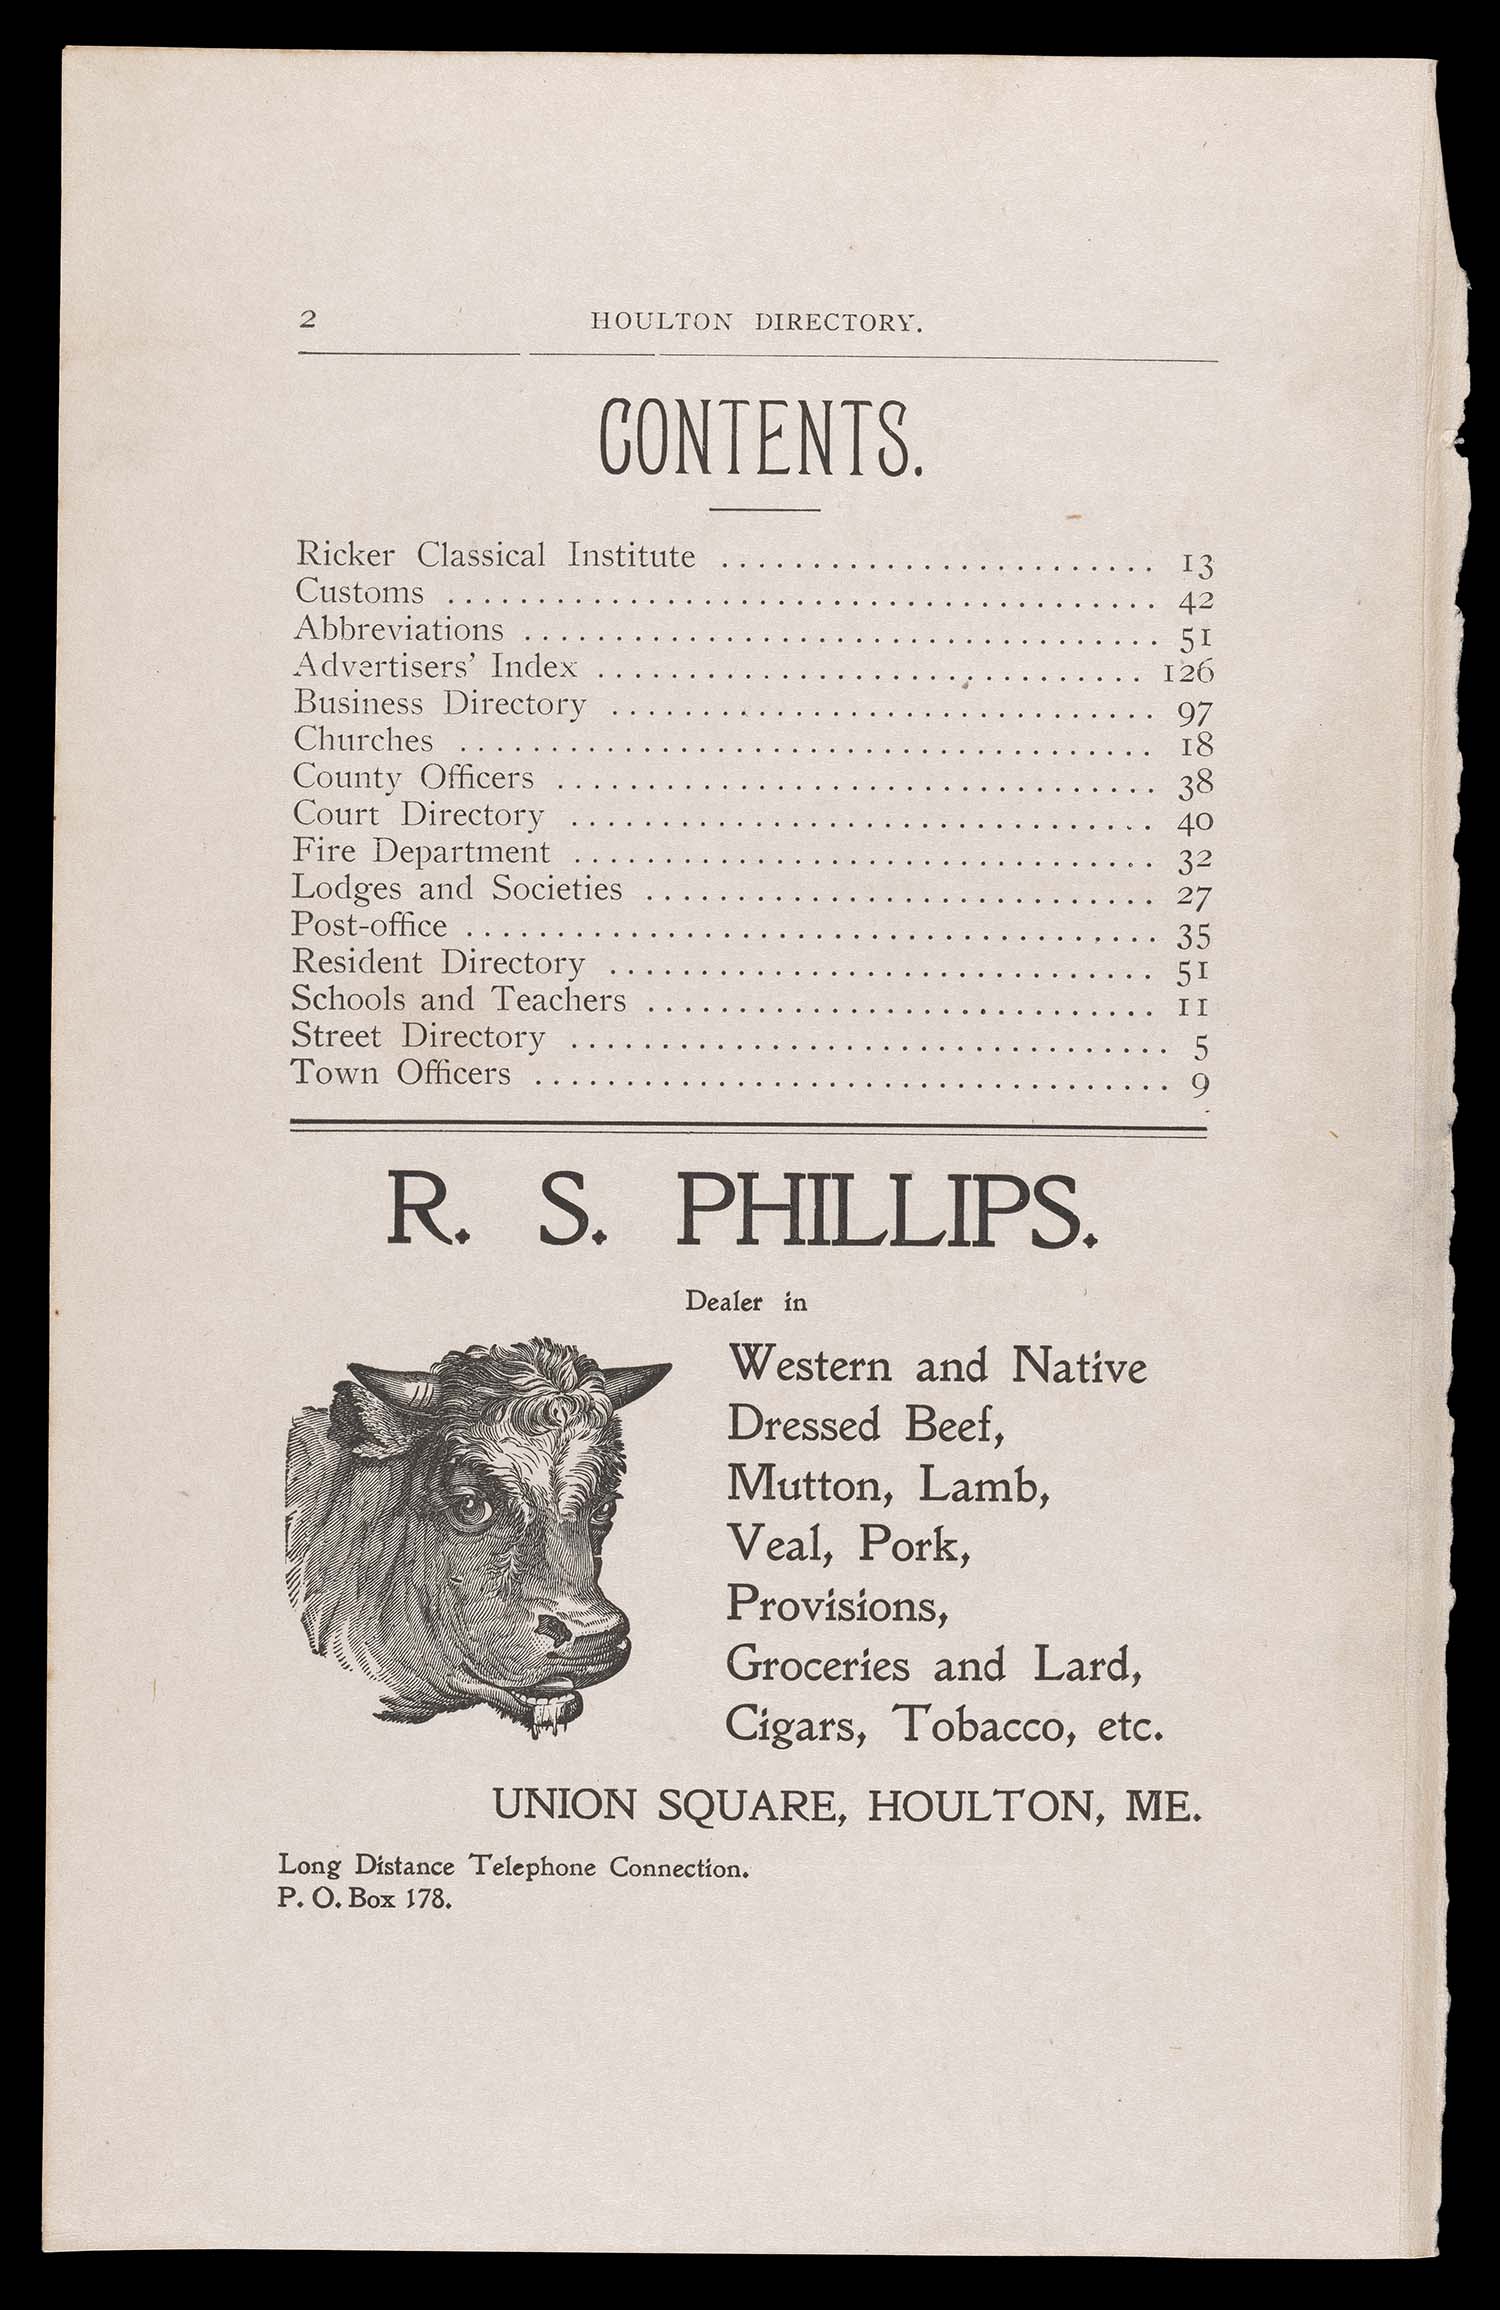 2 HOULTON DIRECTORY.
CONTENTS.
Ricker Classical Institute ........................ 13
Customs ....................................... 42
Abbreviations ................................... 51
Advertisers' Index .............................. 126
Business Directory .............................. 97
Churches ...................................... 18
County Officers ................................. 38
Court Directory ................................ 40
Fire Department ................................ 32
Lodges and Societies ............................ 27
Post-office ...................................... 35
Resident Directory .............................. 51
Schools and Teachers ............................ 11
Street Directory ................................. 5
Town Officers ................................... 9
R. S. PHILLIPS.
Dealer in
Western and Native
Dressed Beef,
Mutton, Lamb,
Veal, Pork,
Provisions,
Groceries and Lard,
Cigars, Tobacco, etc.
UNION SQUARE, HOULTON, ME.
Long Distance Telephone Connection.
P. O. Box 178.